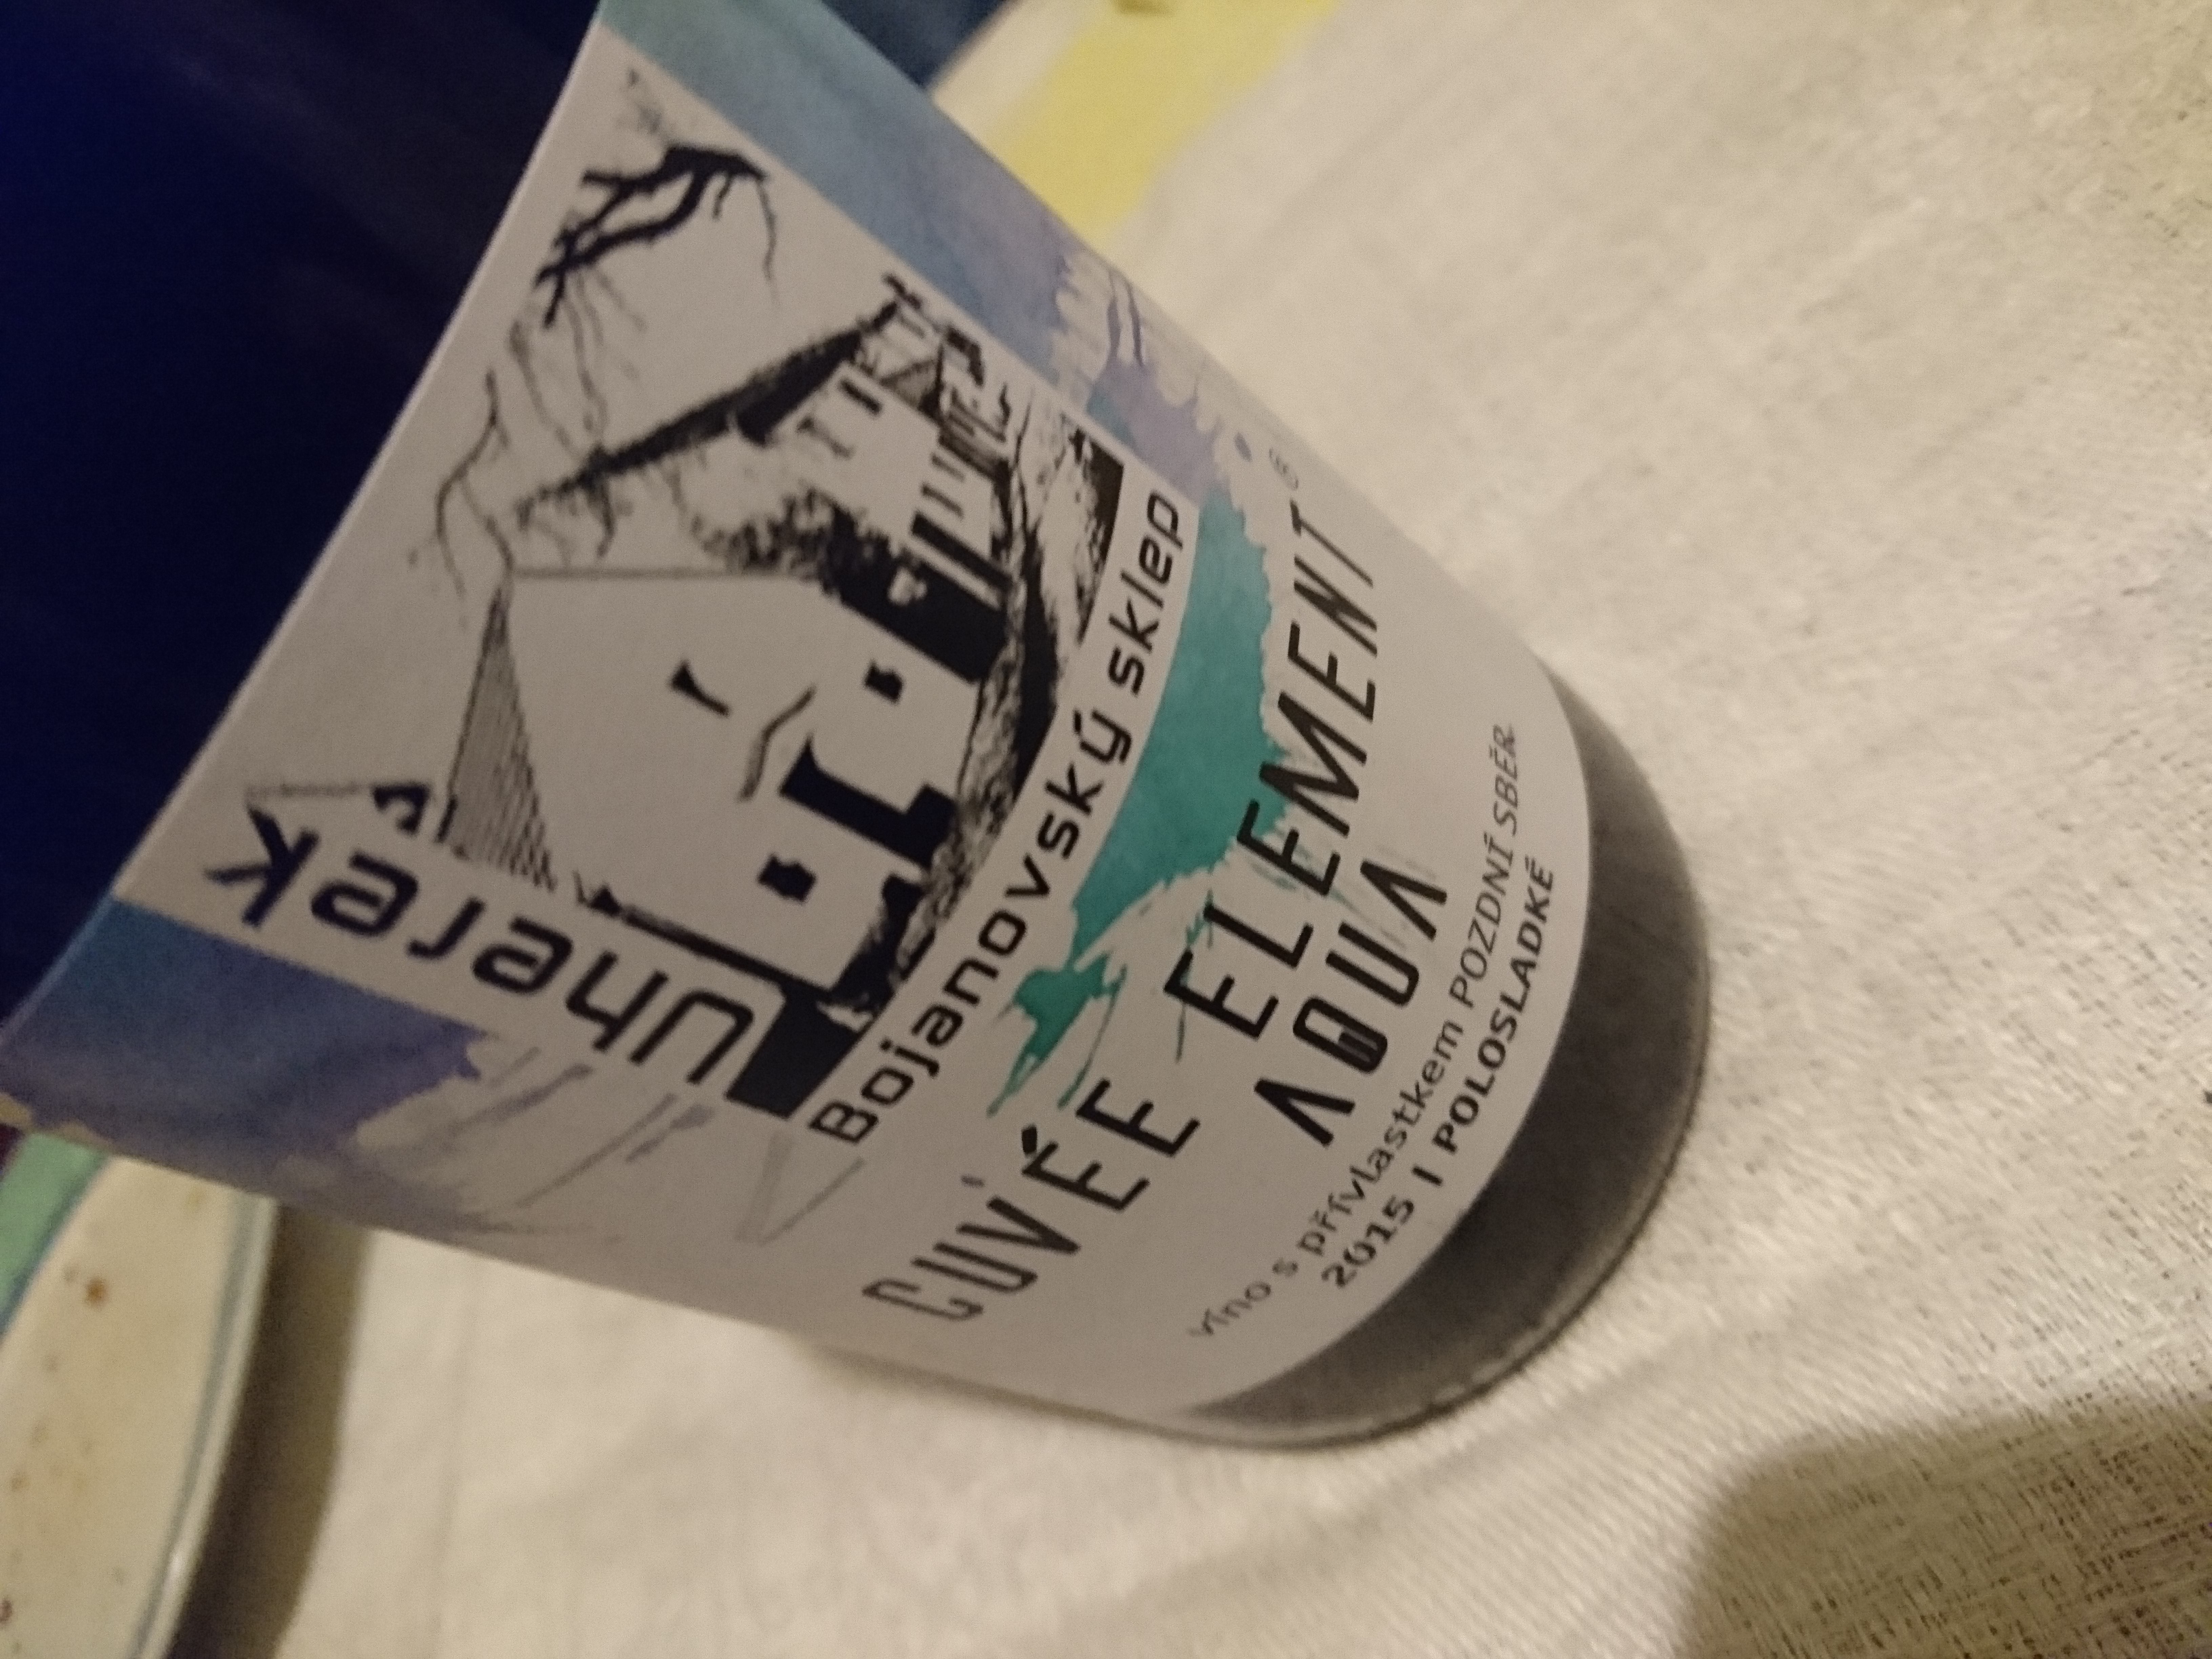 Uherek
Bojanovský sklep
CUVÉE ELEMENT®
AQUA
víno s přívlastkem POZDNÍ SBĚR
2015 | POLOSLADKÉ